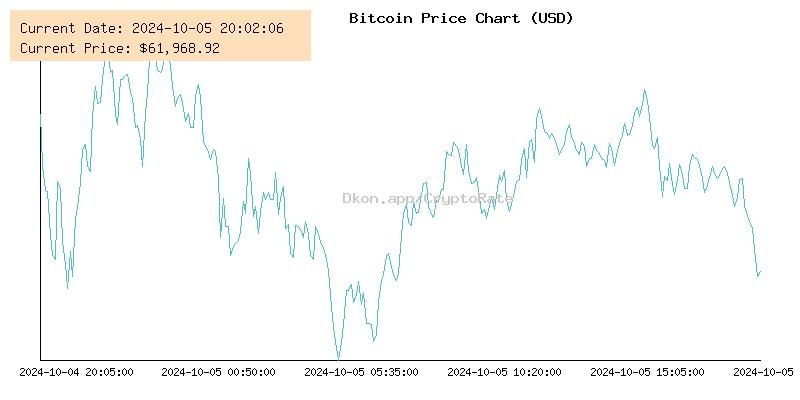 Bitcoin Price Chart (USD)
Current Date: 2024-10-05 20:02:06
Current Price: $61,968.92
Dkon.app/CryptoRate
2024-10-04 20:05:00 2024-10-05 00:50:00 2024-10-05 05:35:00 2024-10-05 10:20:00 2024-10-05 15:05:00 2024-10-05